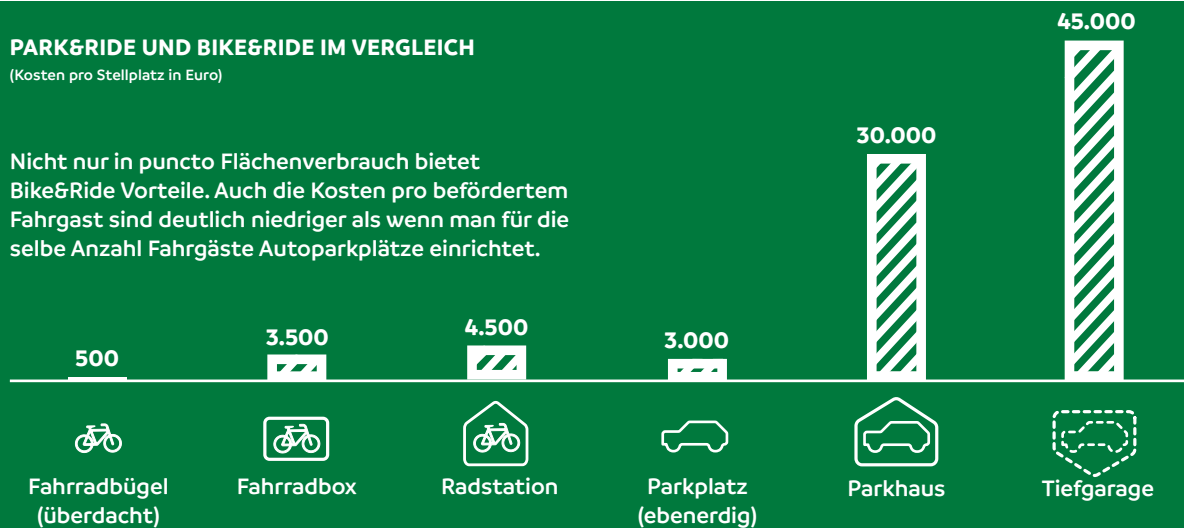 PARK&RIDE UND BIKE&RIDE IM VERGLEICH
(Kosten pro Stellplatz in Euro)
Nicht nur in puncto Flächenverbrauch bietet
Bike&Ride Vorteile. Auch die Kosten pro befördertem
Fahrgast sind deutlich niedriger als wenn man für die
selbe Anzahl Fahrgäste Autoparkplätze einrichtet.
500
3.500
4.500
3.000
30.000
45.000
Fahrradbügel
(überdacht)
Fahrradbox
Radstation
Parkplatz
(ebenerdig)
Parkhaus
Tiefgarage